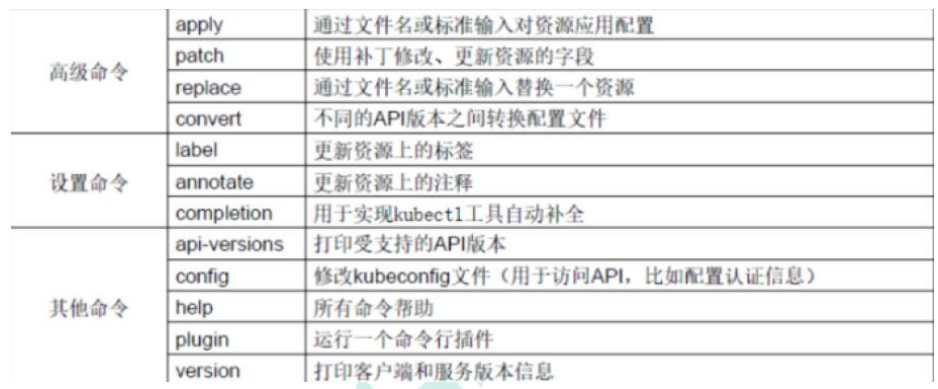 高级命令
apply 通过文件名或标准输入对资源应用配置
patch 使用补丁修改、更新资源的字段
replace 通过文件名或标准输入替换一个资源
convert 不同的API版本之间转换配置文件
设置命令
label 更新资源上的标签
annotate 更新资源上的注释
completion 用于实现kubectl工具自动补全
其他命令
api-versions 打印受支持的API版本
config 修改kubeconfig文件（用于访问API，比如配置认证信息）
help 所有命令帮助
plugin 运行一个命令行插件
version 打印客户端和服务版本信息